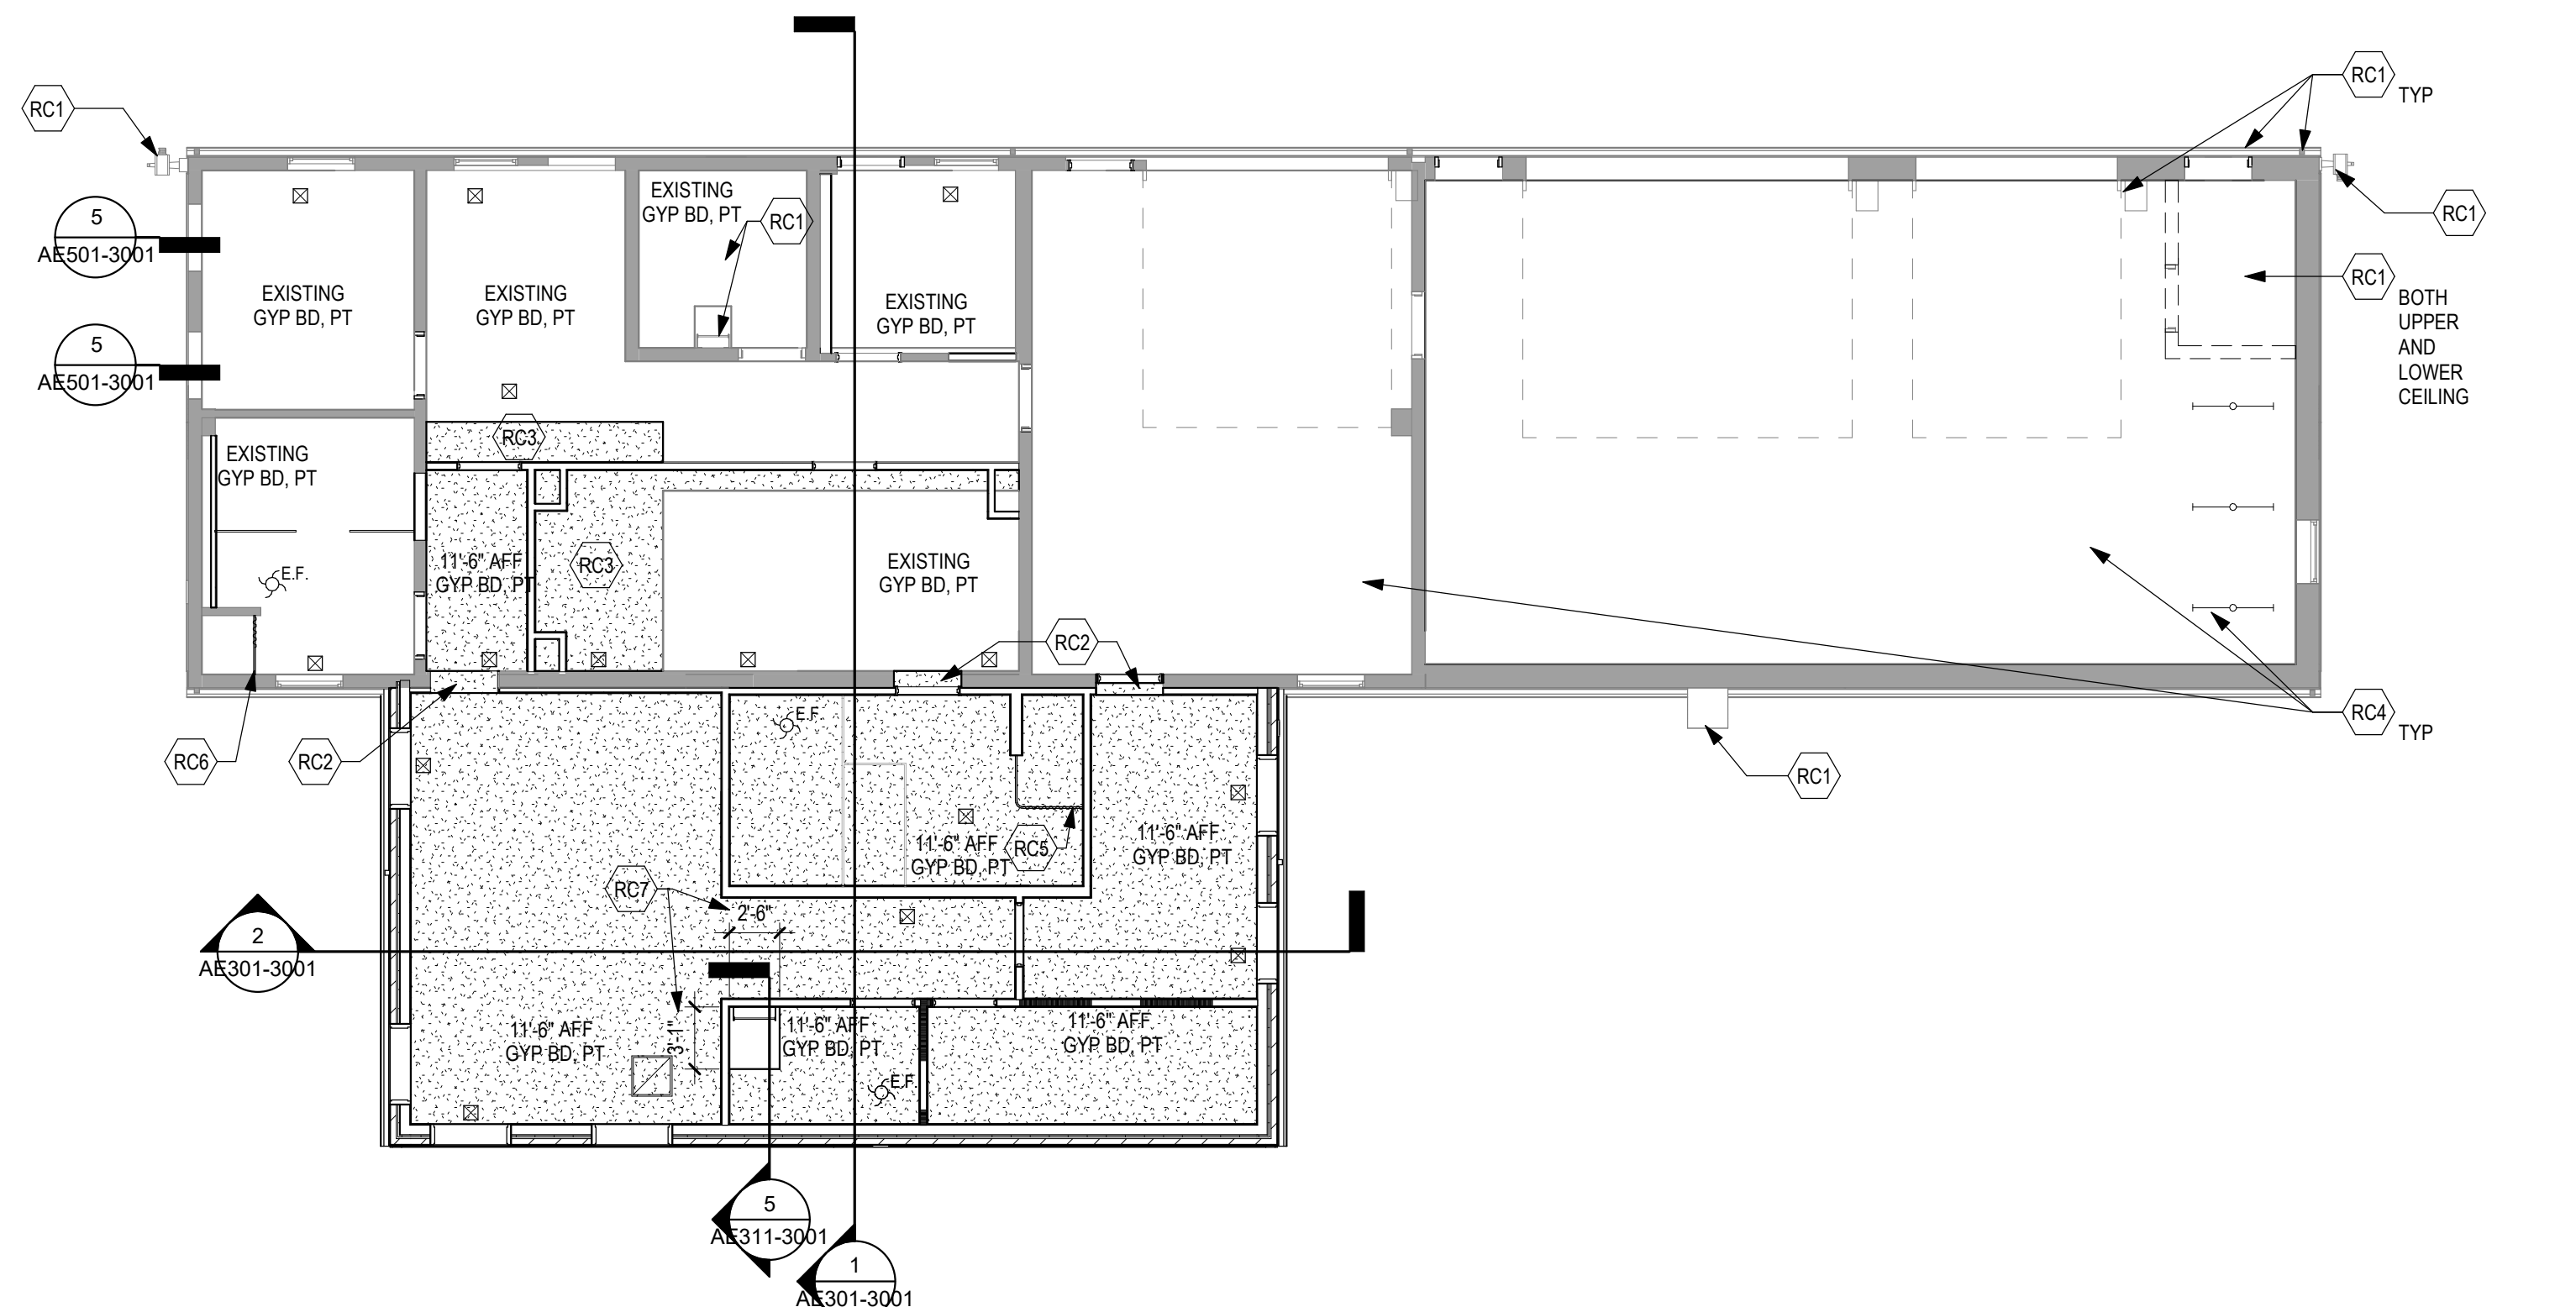 RC1
TYP
RC1
EXISTING
GYP BD, PT
RC1
5
AE501-3001
RC1
RC1
BOTH
UPPER
AND
LOWER
CEILING
EXISTING
GYP BD, PT
EXISTING
GYP BD, PT
EXISTING
GYP BD, PT
5
AE501-3001
RC3
EXISTING
GYP BD, PT
11'-6" AFF
GYP BD, PT
RC3
EXISTING
GYP BD, PT
E.F.
RC2
RC4
TYP
RC6
RC2
E.F.
RC1
11'-6" AFF
GYP BD, PT
RC5
11'-6" AFF
GYP BD, PT
RC7
2'-6"
2
AE301-3001
11'-6" AFF
GYP BD, PT
3'-1"
11'-6" AFF
GYP BD, PT
11'-6" AFF
GYP BD, PT
E.F.
5
AE311-3001
1
AE301-3001